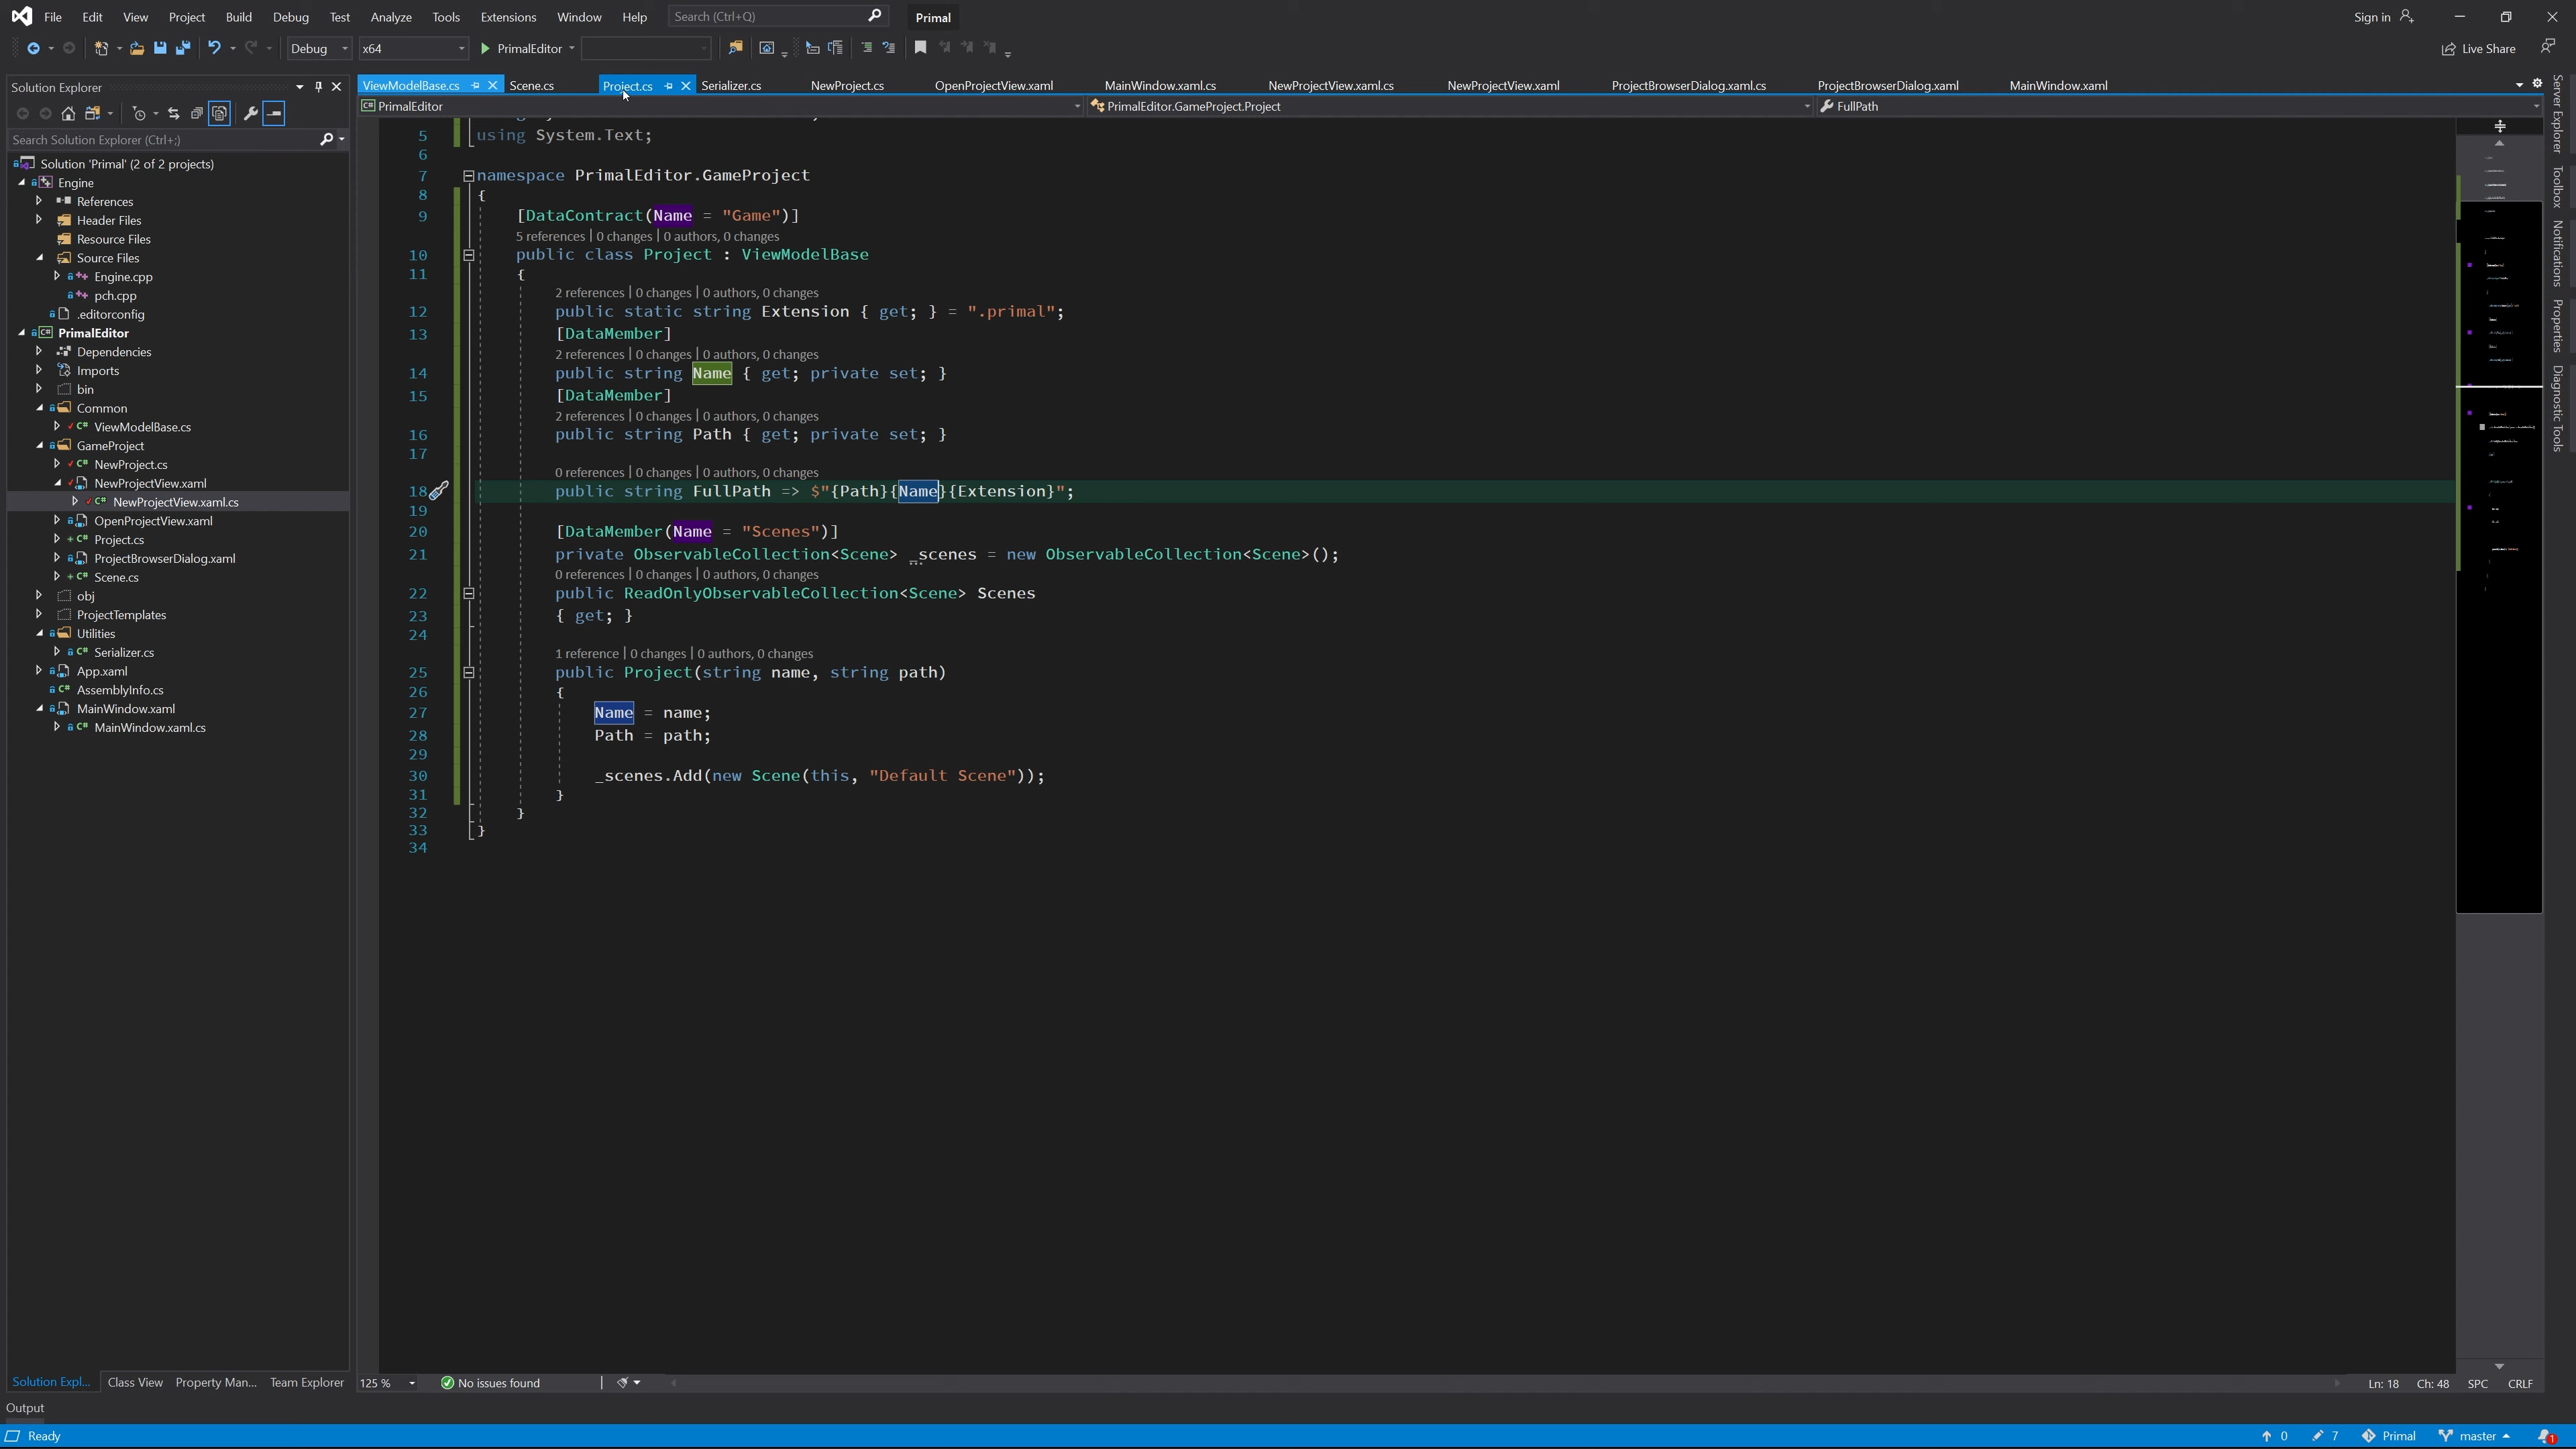 File Edit View Project Build Debug Test Analyze Tools Extensions Window Help Search (Ctrl+Q) Primal Sign in
Debug x64 PrimalEditor Live Share
Solution Explorer
Search Solution Explorer (Ctrl+;)
Solution 'Primal' (2 of 2 projects)
Engine
References
Header Files
Resource Files
Source Files
Engine.cpp
pch.cpp
.editorconfig
PrimalEditor
Dependencies
Imports
bin
Common
ViewModelBase.cs
GameProject
NewProject.cs
NewProjectView.xaml
NewProjectView.xaml.cs
OpenProjectView.xaml
Project.cs
ProjectBrowserDialog.xaml
Scene.cs
obj
ProjectTemplates
Utilities
Serializer.cs
App.xaml
AssemblyInfo.cs
MainWindow.xaml
MainWindow.xaml.cs
Solution Expl... Class View Property Man... Team Explorer
ViewModelBase.cs Scene.cs Project.cs Serializer.cs NewProject.cs OpenProjectView.xaml MainWindow.xaml.cs NewProjectView.xaml.cs NewProjectView.xaml ProjectBrowserDialog.xaml.cs ProjectBrowserDialog.xaml MainWindow.xaml
PrimalEditor PrimalEditor.GameProject.Project FullPath
5 using System.Text;
6
7 namespace PrimalEditor.GameProject
8 {
9 [DataContract(Name = "Game")]
5 references | 0 changes | 0 authors, 0 changes
10 public class Project : ViewModelBase
11 {
2 references | 0 changes | 0 authors, 0 changes
12 public static string Extension { get; } = ".primal";
13 [DataMember]
2 references | 0 changes | 0 authors, 0 changes
14 public string Name { get; private set; }
15 [DataMember]
2 references | 0 changes | 0 authors, 0 changes
16 public string Path { get; private set; }
17
0 references | 0 changes | 0 authors, 0 changes
18 public string FullPath => $"{Path}{Name}{Extension}";
19
20 [DataMember(Name = "Scenes")]
21 private ObservableCollection<Scene> _scenes = new ObservableCollection<Scene>();
0 references | 0 changes | 0 authors, 0 changes
22 public ReadOnlyObservableCollection<Scene> Scenes
23 { get; }
24
1 reference | 0 changes | 0 authors, 0 changes
25 public Project(string name, string path)
26 {
27 Name = name;
28 Path = path;
29
30 _scenes.Add(new Scene(this, "Default Scene"));
31 }
32 }
33 }
34
Server Explorer
Toolbox
Notifications
Properties
Diagnostic Tools
125 % No issues found Ln: 18 Ch: 48 SPC CRLF
Output
Ready 0 7 Primal master 1